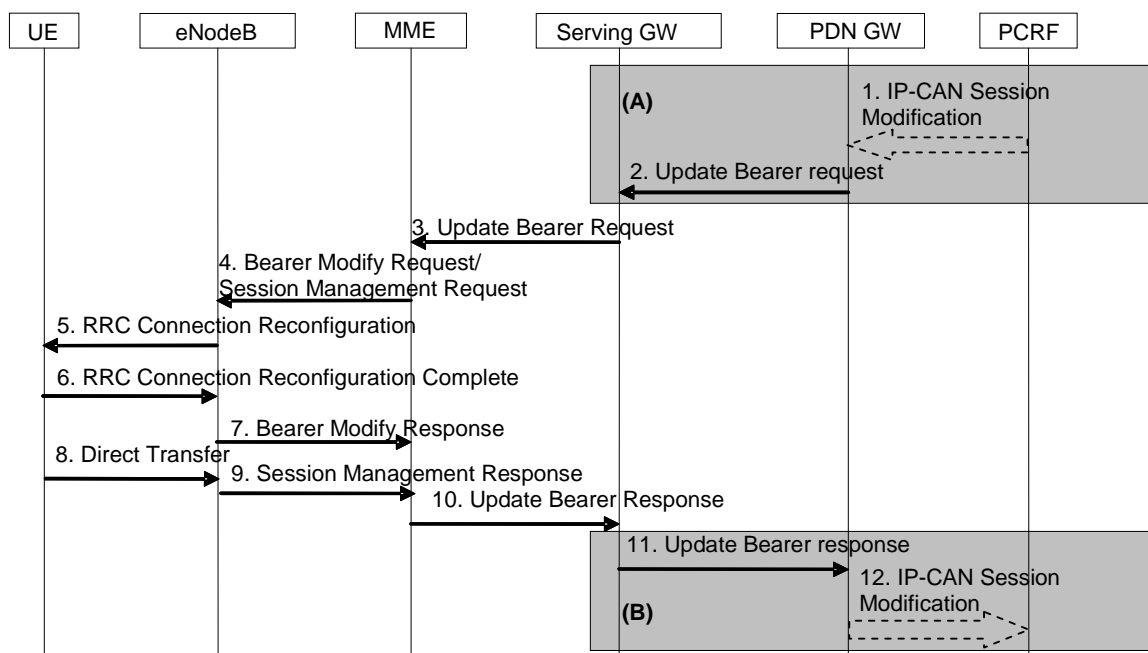 UE
eNodeB
MME
Serving GW
PDN GW
PCRF
(A)
1. IP-CAN Session
Modification
2. Update Bearer request
3. Update Bearer Request
4. Bearer Modify Request/
Session Management Request
5. RRC Connection Reconfiguration
6. RRC Connection Reconfiguration Complete
7. Bearer Modify Response
8. Direct Transfer
9. Session Management Response
10. Update Bearer Response
11. Update Bearer response
12. IP-CAN Session
Modification
(B)